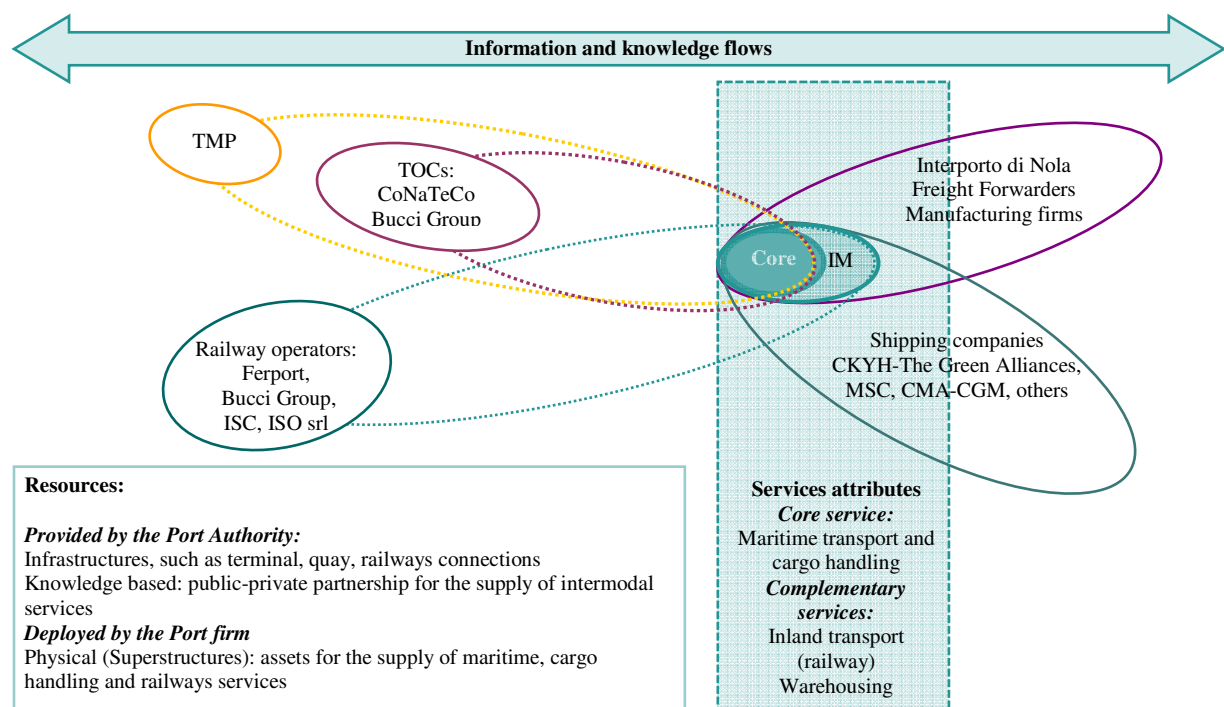 Information and knowledge flows
TMP
TOCs:
CoNaTeCo
Bucci Group
Interporto di Nola
Freight Forwarders
Manufacturing firms
Core
IM
Railway operators:
Ferport,
Bucci Group,
ISC, ISO srl
Shipping companies
CKYH-The Green Alliances,
MSC, CMA-CGM, others
Resources:
Provided by the Port Authority:
Infrastructures, such as terminal, quay, railways connections
Knowledge based: public-private partnership for the supply of intermodal
services
Deployed by the Port firm
Physical (Superstructures): assets for the supply of maritime, cargo
handling and railways services
Services attributes
Core service:
Maritime transport and
cargo handling
Complementary
services:
Inland transport
(railway)
Warehousing